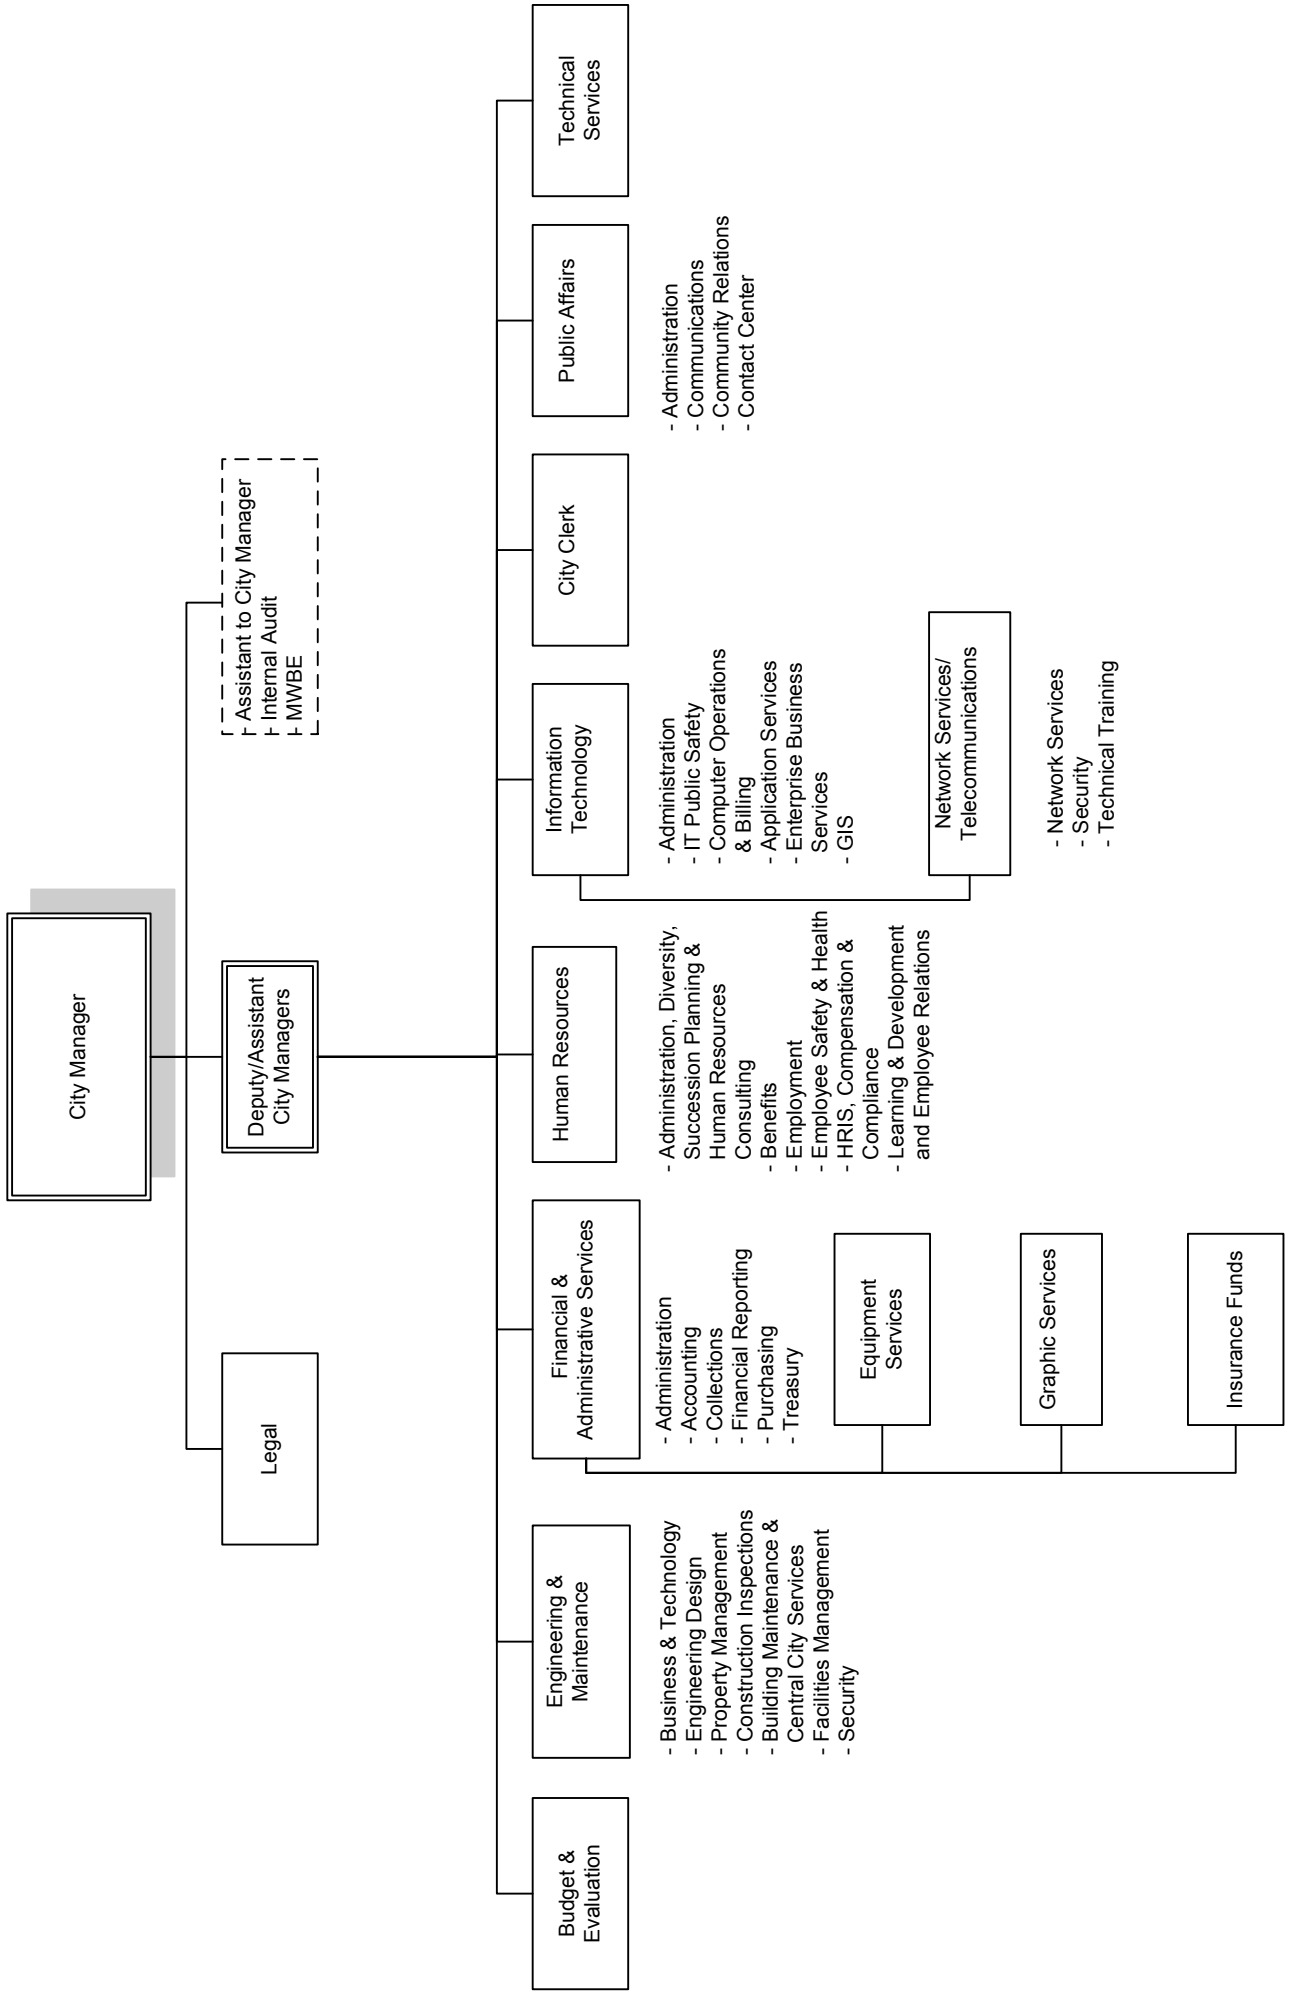 City Manager
Legal
Deputy/Assistant
City Managers
- Assistant to City Manager
- Internal Audit
- MWBE
Budget &
Evaluation
Engineering &
Maintenance
- Business & Technology
- Engineering Design
- Property Management
- Construction Inspections
- Building Maintenance &
Central City Services
- Facilities Management
- Security
Financial &
Administrative Services
- Administration
- Accounting
- Collections
- Financial Reporting
- Purchasing
- Treasury
Equipment
Services
Graphic Services
Insurance Funds
Human Resources
- Administration, Diversity,
Succession Planning &
Human Resources
Consulting
- Benefits
- Employment
- Employee Safety & Health
- HRIS, Compensation &
Compliance
- Learning & Development
and Employee Relations
Information
Technology
- Administration
- IT Public Safety
- Computer Operations
& Billing
- Application Services
- Enterprise Business
Services
- GIS
Network Services/
Telecommunications
- Network Services
- Security
- Technical Training
City Clerk
Public Affairs
- Administration
- Communications
- Community Relations
- Contact Center
Technical
Services